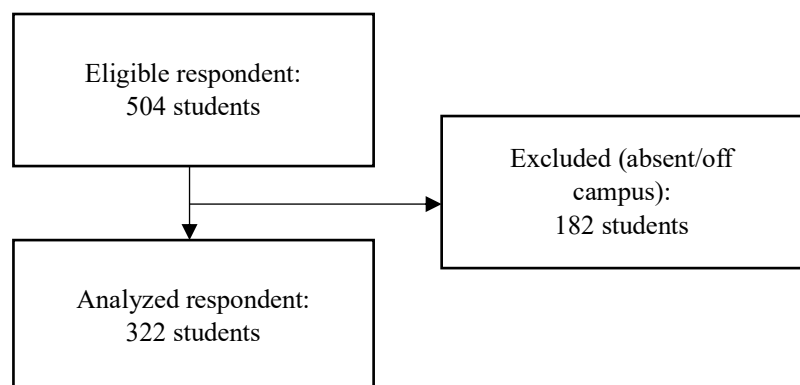 Eligible respondent:
504 students
Excluded (absent/off
campus):
182 students
Analyzed respondent:
322 students